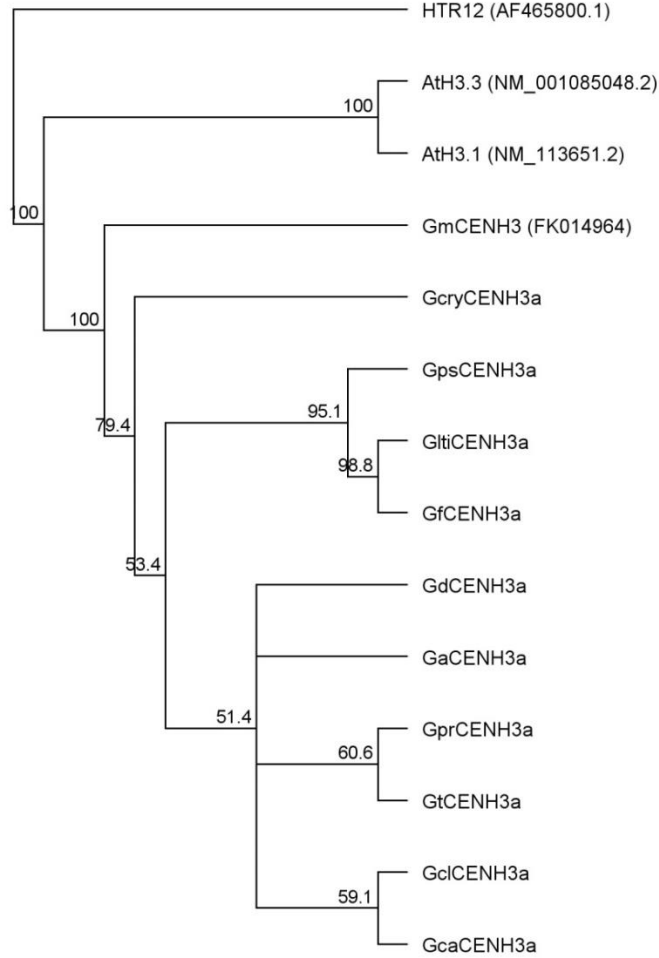 HTR12 (AF465800.1)
AtH3.3 (NM_001085048.2)
100
AtH3.1 (NM_113651.2)
100
GmCENH3 (FK014964)
GcryCENH3a
100
GpsCENH3a
95.1
79.4
GltiCENH3a
98.8
GfCENH3a
53.4
GdCENH3a
GaCENH3a
51.4
GprCENH3a
60.6
GtCENH3a
GclCENH3a
59.1
GcaCENH3a